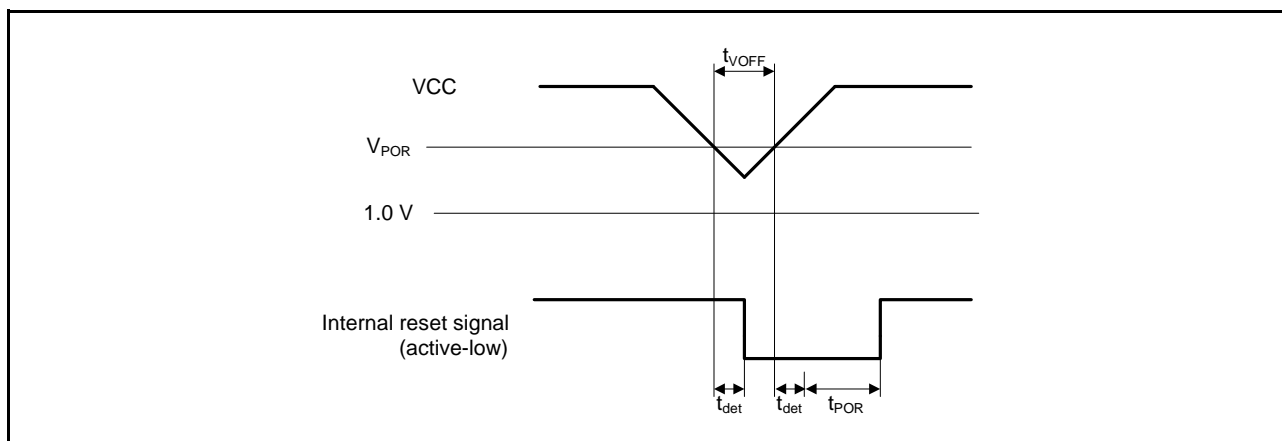 tVOFF
VCC
VPOR
1.0 V
Internal reset signal
(active-low)
tdet
tdet
tPOR